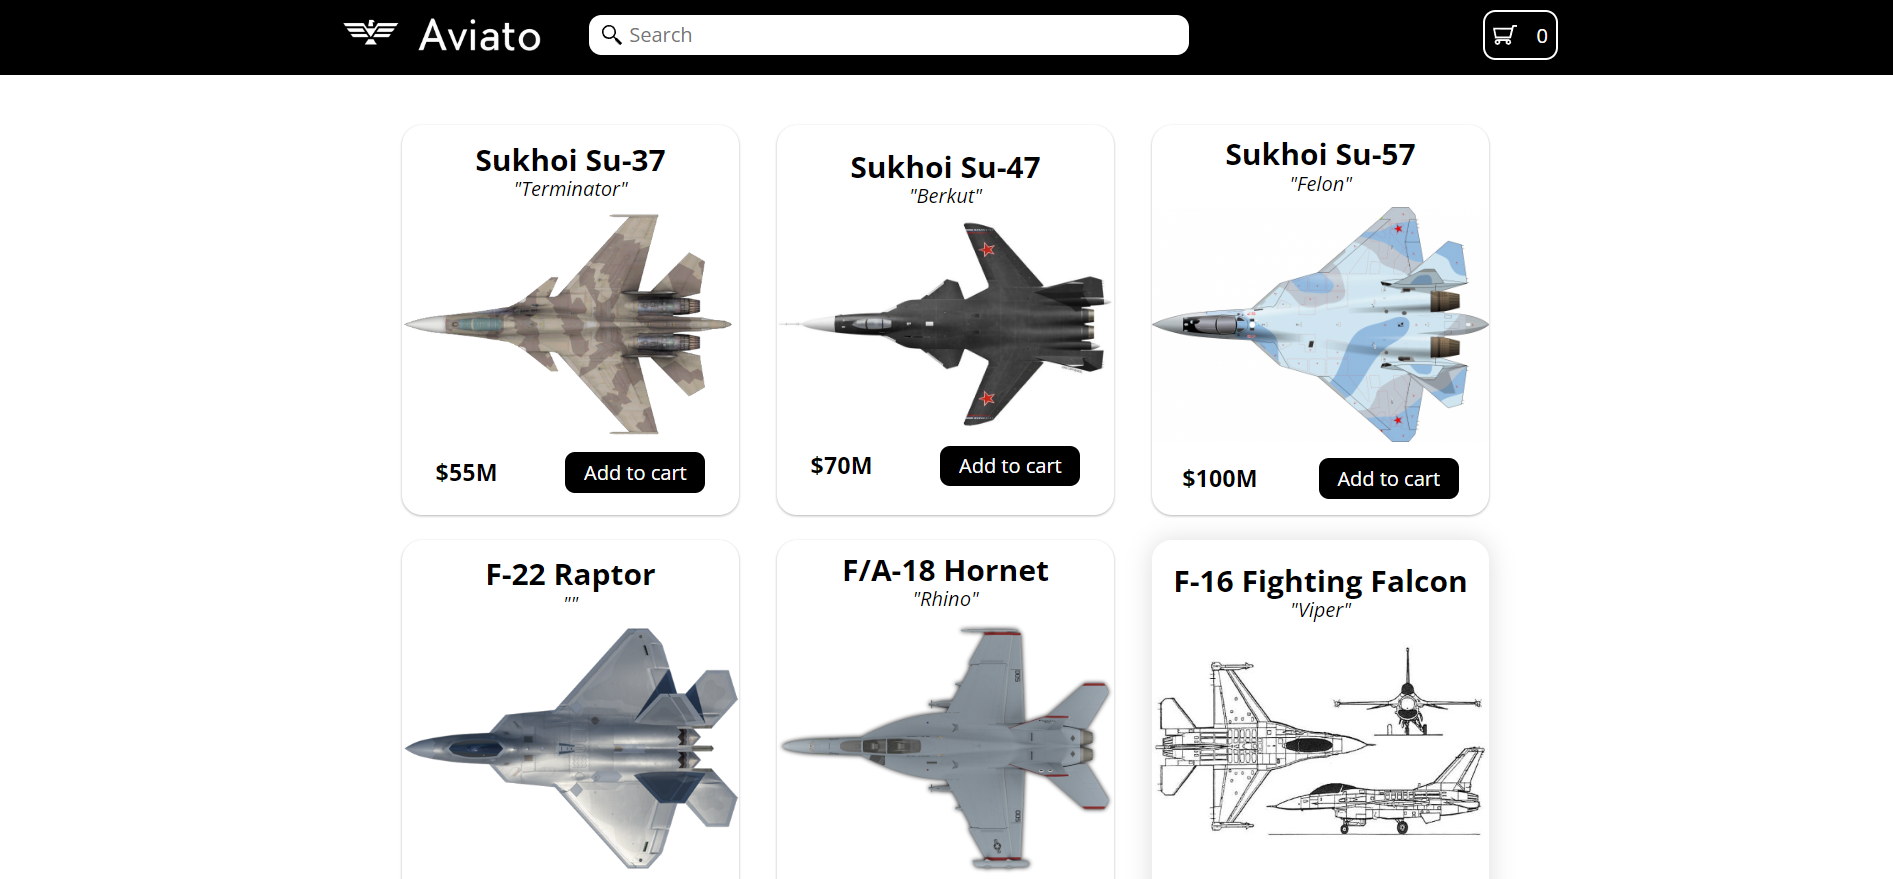 Aviato
Search
0
Sukhoi Su-37
"Terminator"
$55M
Add to cart
Sukhoi Su-47
"Berkut"
$70M
Add to cart
Sukhoi Su-57
"Felon"
$100M
Add to cart
F-22 Raptor
""
F/A-18 Hornet
"Rhino"
F-16 Fighting Falcon
"Viper"